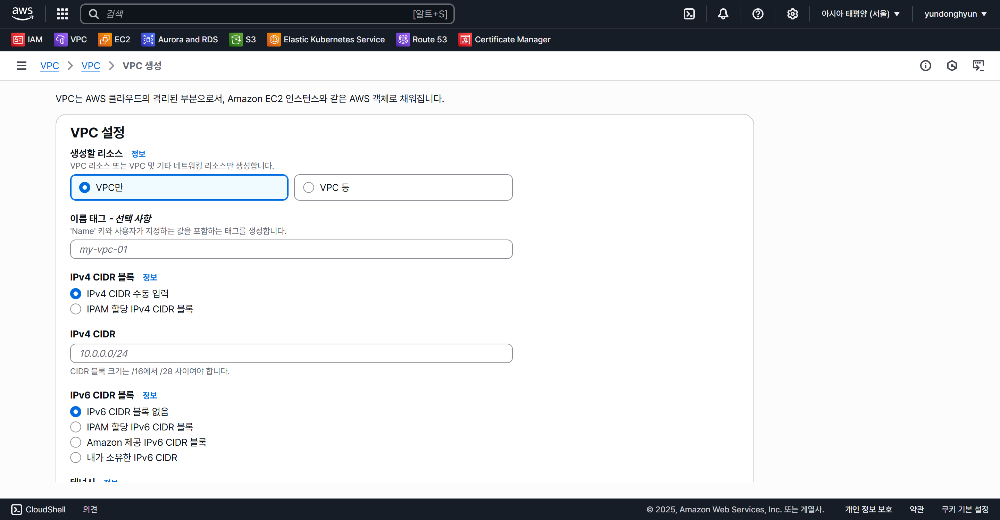 aws 검색 [알트+S] 아시아 태평양 (서울) yundonghyun
IAM VPC EC2 Aurora and RDS S3 Elastic Kubernetes Service Route 53 Certificate Manager
VPC VPC VPC 생성
VPC는 AWS 클라우드의 격리된 부분으로서, Amazon EC2 인스턴스와 같은 AWS 객체로 채워집니다.
VPC 설정
생성할 리소스 정보
VPC 리소스 또는 VPC 및 기타 네트워킹 리소스만 생성합니다.
VPC만 VPC 등
이름 태그 - 선택 사항
'Name' 키와 사용자가 지정하는 값을 포함하는 태그를 생성합니다.
my-vpc-01
IPv4 CIDR 블록 정보
IPv4 CIDR 수동 입력
IPAM 할당 IPv4 CIDR 블록
IPv4 CIDR
10.0.0.0/24
CIDR 블록 크기는 /16에서 /28 사이여야 합니다.
IPv6 CIDR 블록 정보
IPv6 CIDR 블록 없음
IPAM 할당 IPv6 CIDR 블록
Amazon 제공 IPv6 CIDR 블록
내가 소유한 IPv6 CIDR
테넌시 정보
CloudShell 의견 © 2025, Amazon Web Services, Inc. 또는 계열사. 개인 정보 보호 약관 쿠키 기본 설정